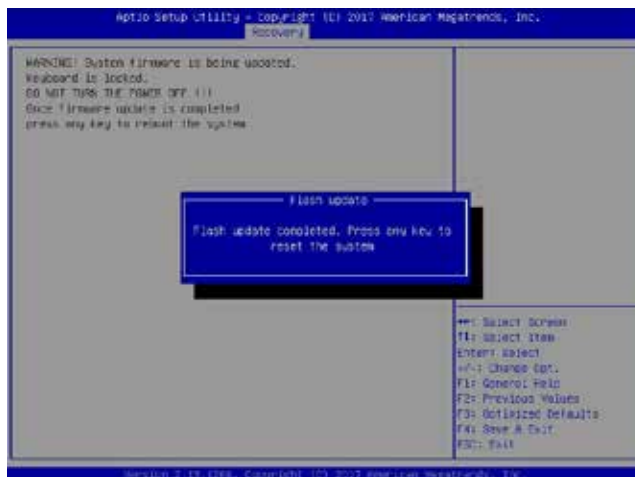 Aptio Setup Utility - Copyright (C) 2017 American Megatrends, Inc.
Recovery
WARNING! System firmware is being updated.
Keyboard is locked.
DO NOT TURN THE POWER OFF !!!
Once firmware update is completed
press any key to reboot the system
Flash update
Flash update completed. Press any key to
reset the system
: Select Screen
: Select Item
Enter: Select
+/-: Change Opt.
F1: General Help
F2: Previous Values
F3: Optimized Defaults
F4: Save & Exit
ESC: Exit
Version Copyright (C) 2017 American Megatrends, Inc.